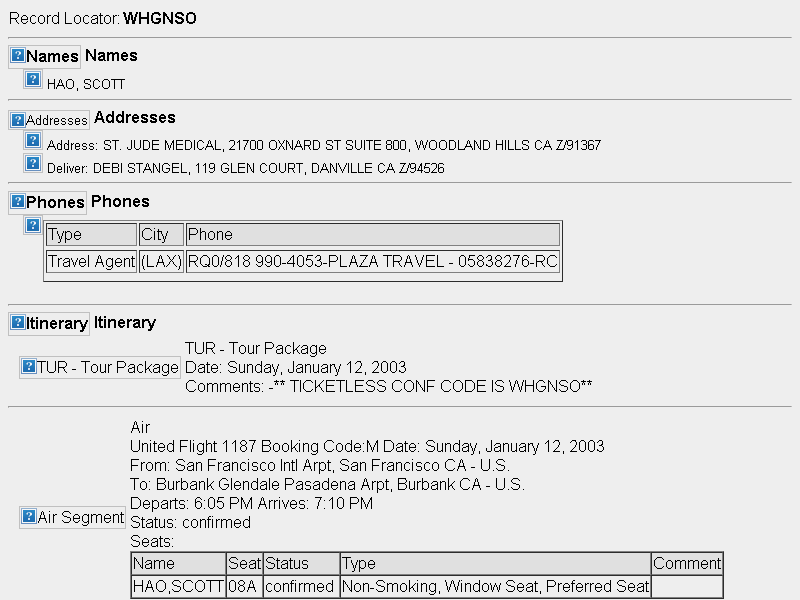 Record Locator: WHGNSO
Names Names
HAO, SCOTT
Addresses Addresses
Address: ST. JUDE MEDICAL, 21700 OXNARD ST SUITE 800, WOODLAND HILLS CA Z/91367
Deliver: DEBI STANGEL, 119 GLEN COURT, DANVILLE CA Z/94526
Phones Phones
Type City Phone
Travel Agent (LAX) RQ0/818 990-4053-PLAZA TRAVEL - 05838276-RC
Itinerary Itinerary
TUR - Tour Package
TUR - Tour Package
Date: Sunday, January 12, 2003
Comments: -** TICKETLESS CONF CODE IS WHGNSO**
Air Segment
Air
United Flight 1187 Booking Code:M Date: Sunday, January 12, 2003
From: San Francisco Intl Arpt, San Francisco CA - U.S.
To: Burbank Glendale Pasadena Arpt, Burbank CA - U.S.
Departs: 6:05 PM Arrives: 7:10 PM
Status: confirmed
Seats:
Name Seat Status Type Comment
HAO,SCOTT 08A confirmed Non-Smoking, Window Seat, Preferred Seat